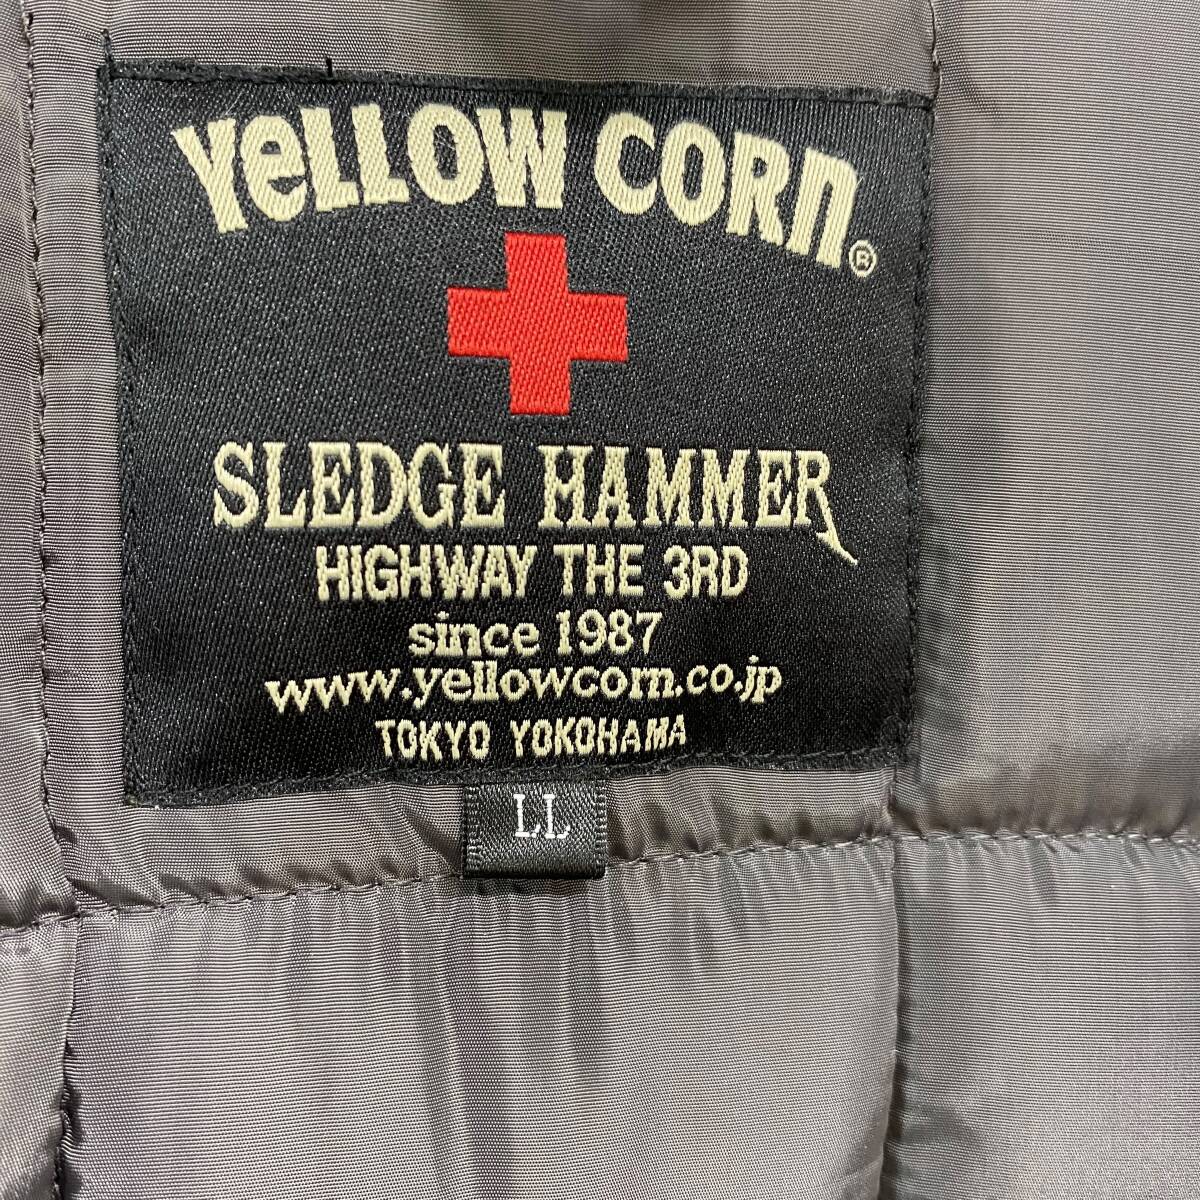 YeLLOW CORn®
SLEDGE HAMMER
HIGHWAY THE 3RD
since 1987
www.yellowcorn.co.jp
TOKYO YOKOHAMA
LL